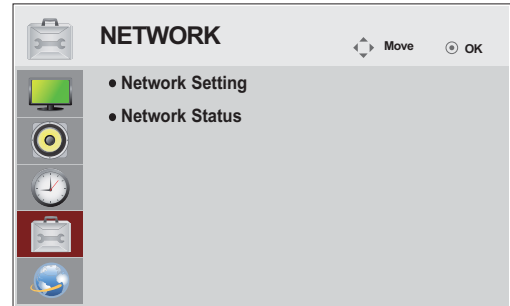 NETWORK
Move
OK
● Network Setting
● Network Status